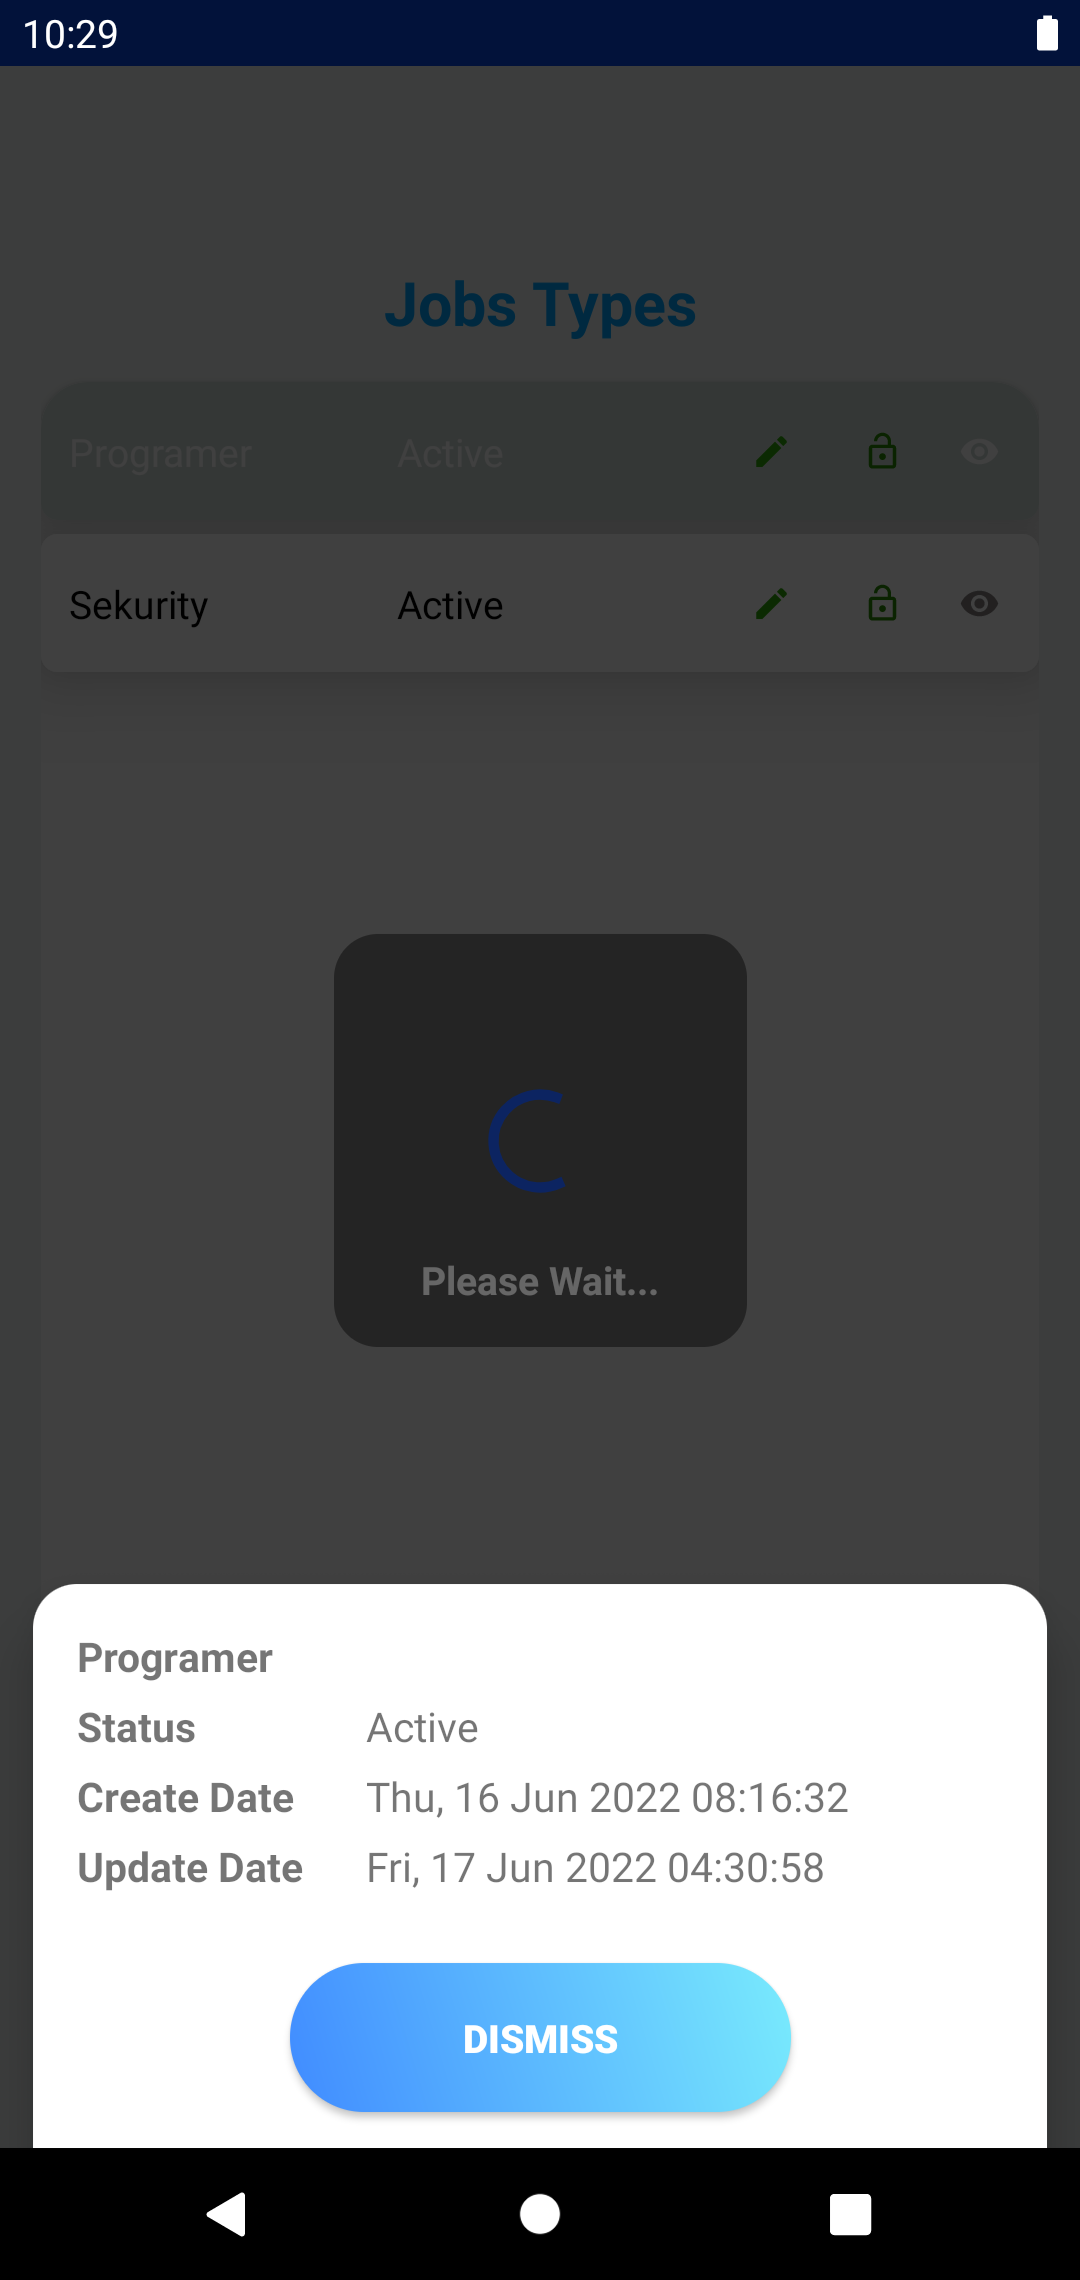 10:29
Jobs Types
Programer Active
Sekurity Active
Please Wait...
Programer
Status Active
Create Date Thu, 16 Jun 2022 08:16:32
Update Date Fri, 17 Jun 2022 04:30:58
DISMISS